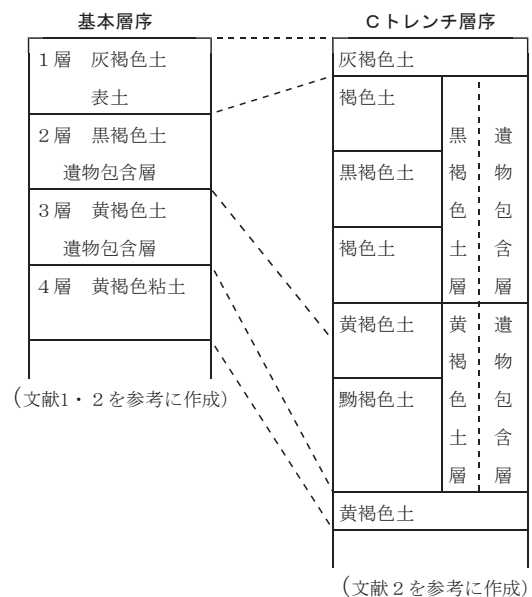 基本層序
1層　灰褐色土
表土
2層　黒褐色土
遺物包含層
3層　黄褐色土
遺物包含層
4層　黄褐色粘土
(文献1・2を参考に作成)
Cトレンチ層序
灰褐色土
褐色土
黒褐色土
褐色土
黒褐色土層
遺物包含層
黄褐色土
黝褐色土
黄褐色土層
遺物包含層
黄褐色土
(文献2を参考に作成)